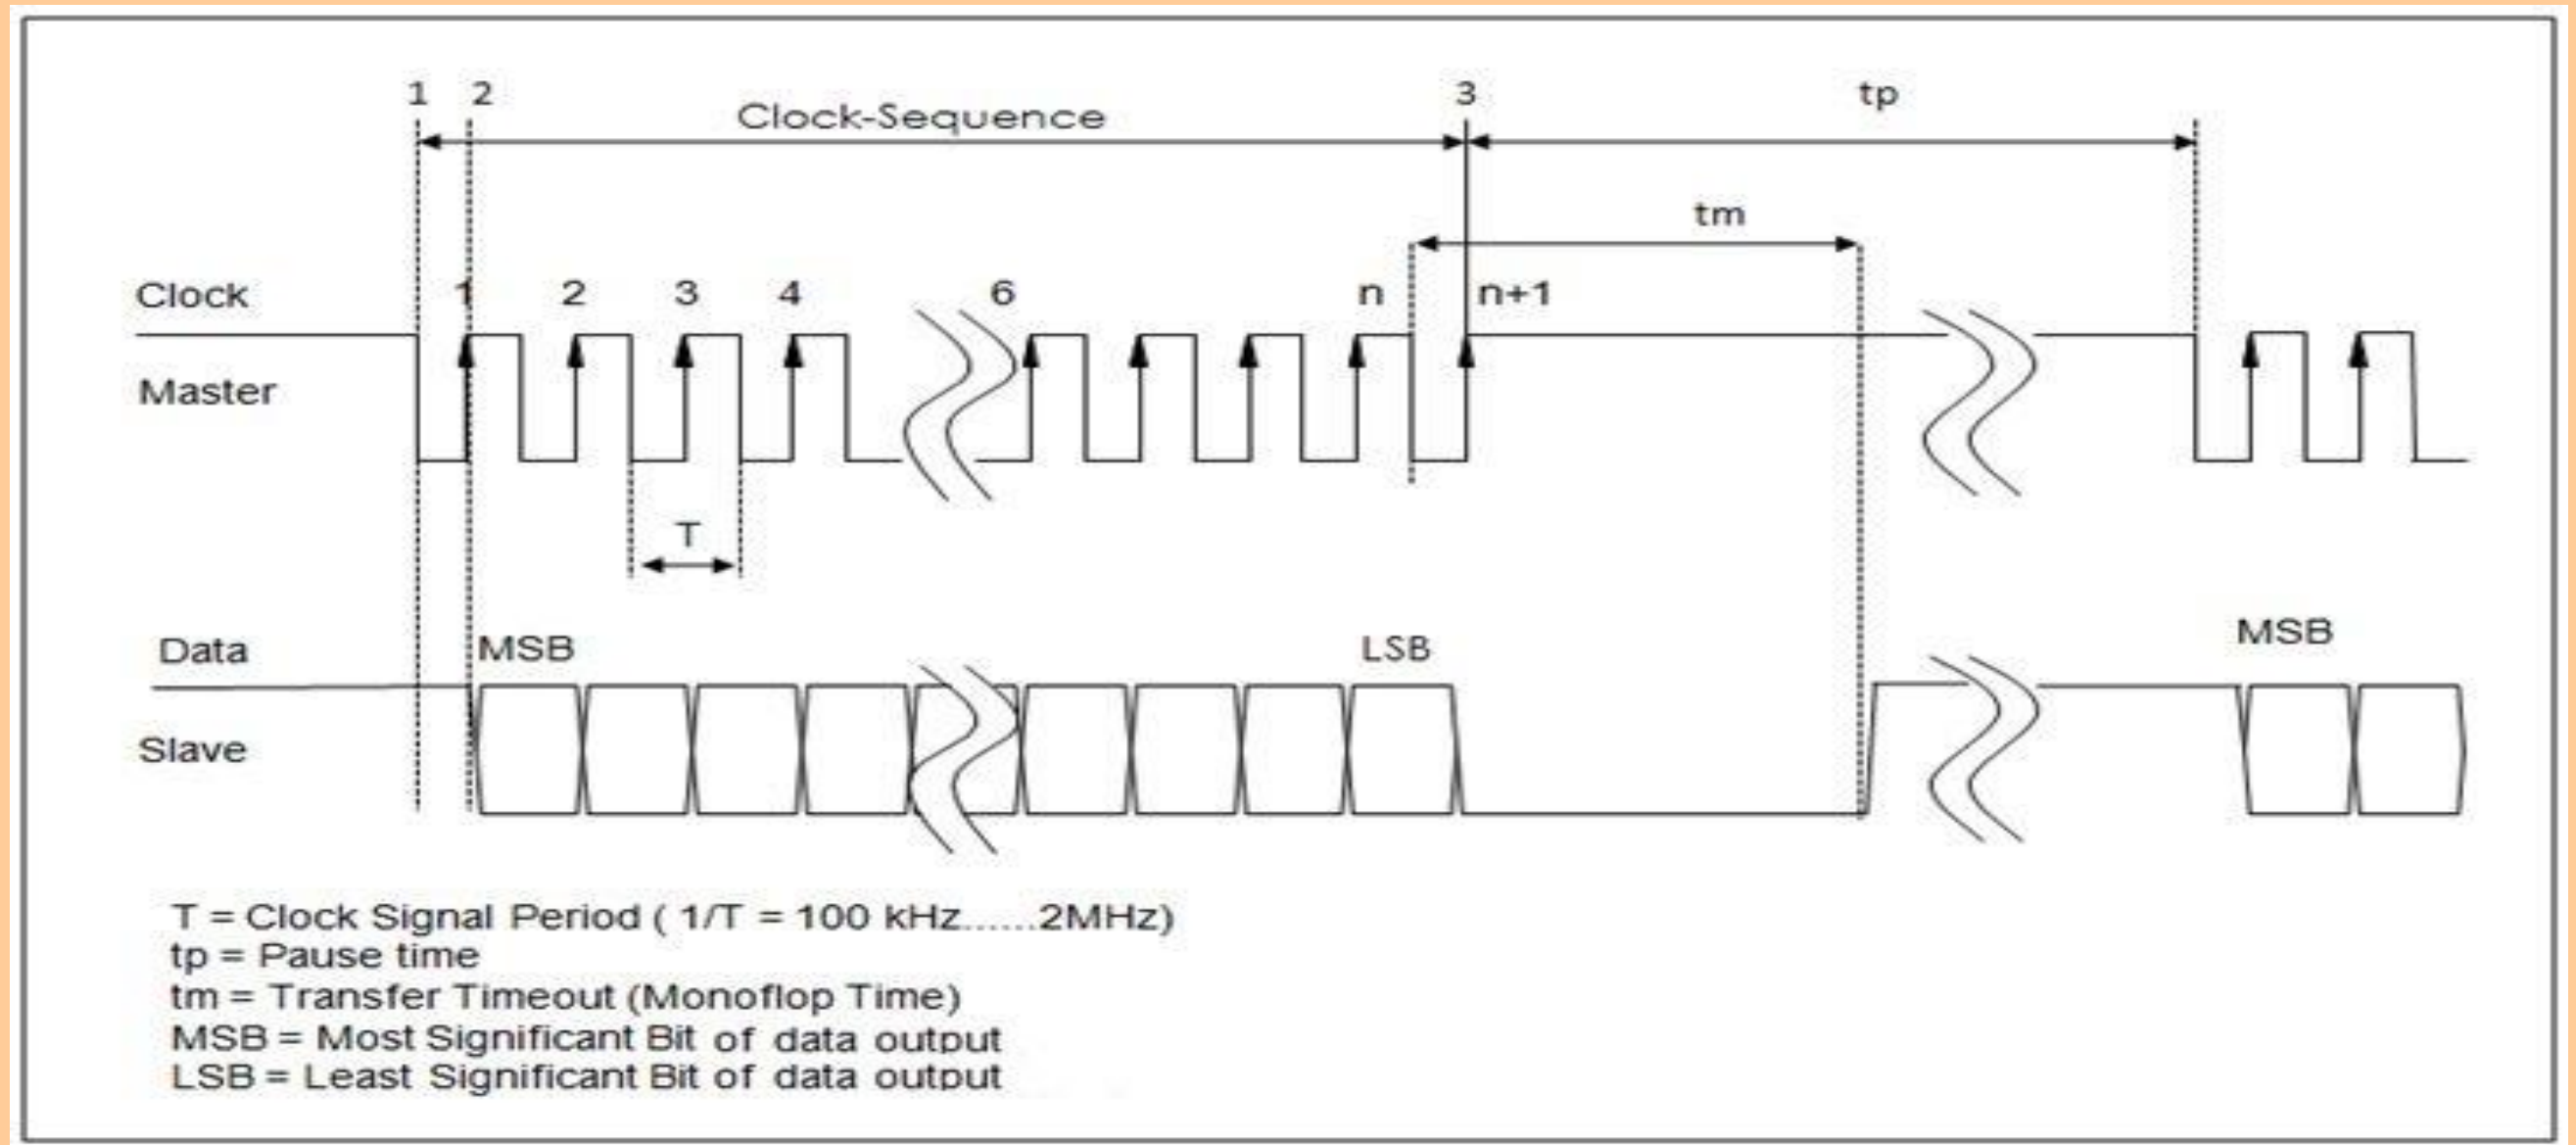 1 2 3 tp
Clock-Sequence
tm
Clock 1 2 3 4 6 n n+1
Master
T
Data MSB LSB MSB
Slave
T = Clock Signal Period ( 1/T = 100 kHz......2MHz)
tp = Pause time
tm = Transfer Timeout (Monoflop Time)
MSB = Most Significant Bit of data output
LSB = Least Significant Bit of data output